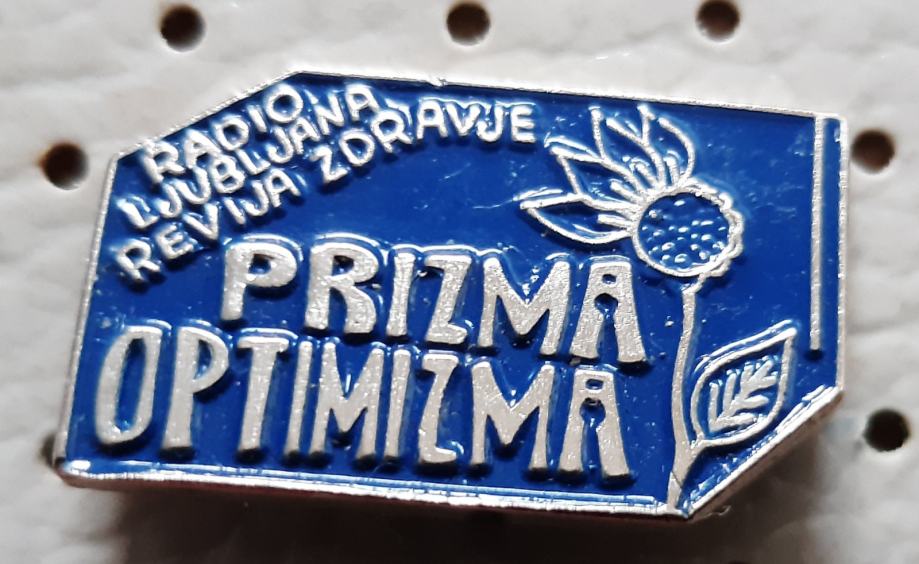 RADIO
LJUBLJANA
REVIJA ZDRAVJE
PRIZMA
OPTIMIZMA